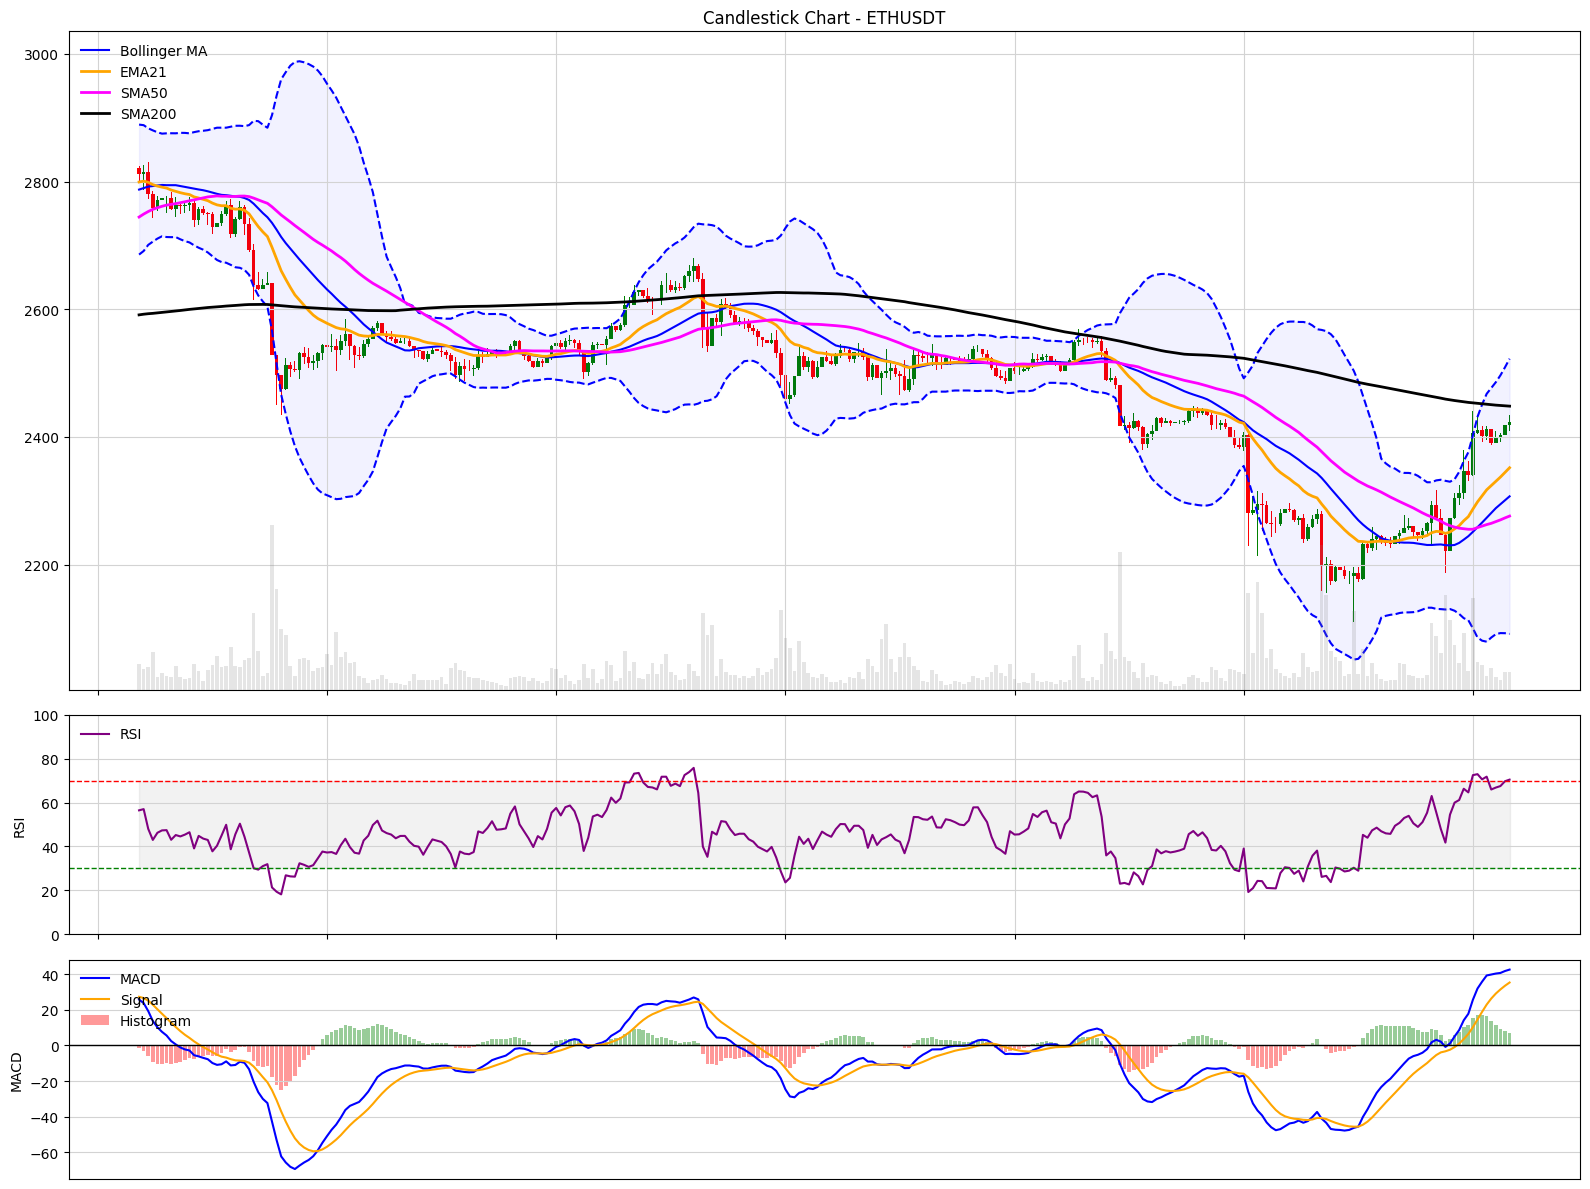 Candlestick Chart - ETHUSDT
Bollinger MA
EMA21
SMA50
SMA200
3000
2800
2600
2400
2200
RSI
100
80
60
40
20
0
RSI
MACD
Signal
Histogram
40
20
0
−20
−40
−60
MACD